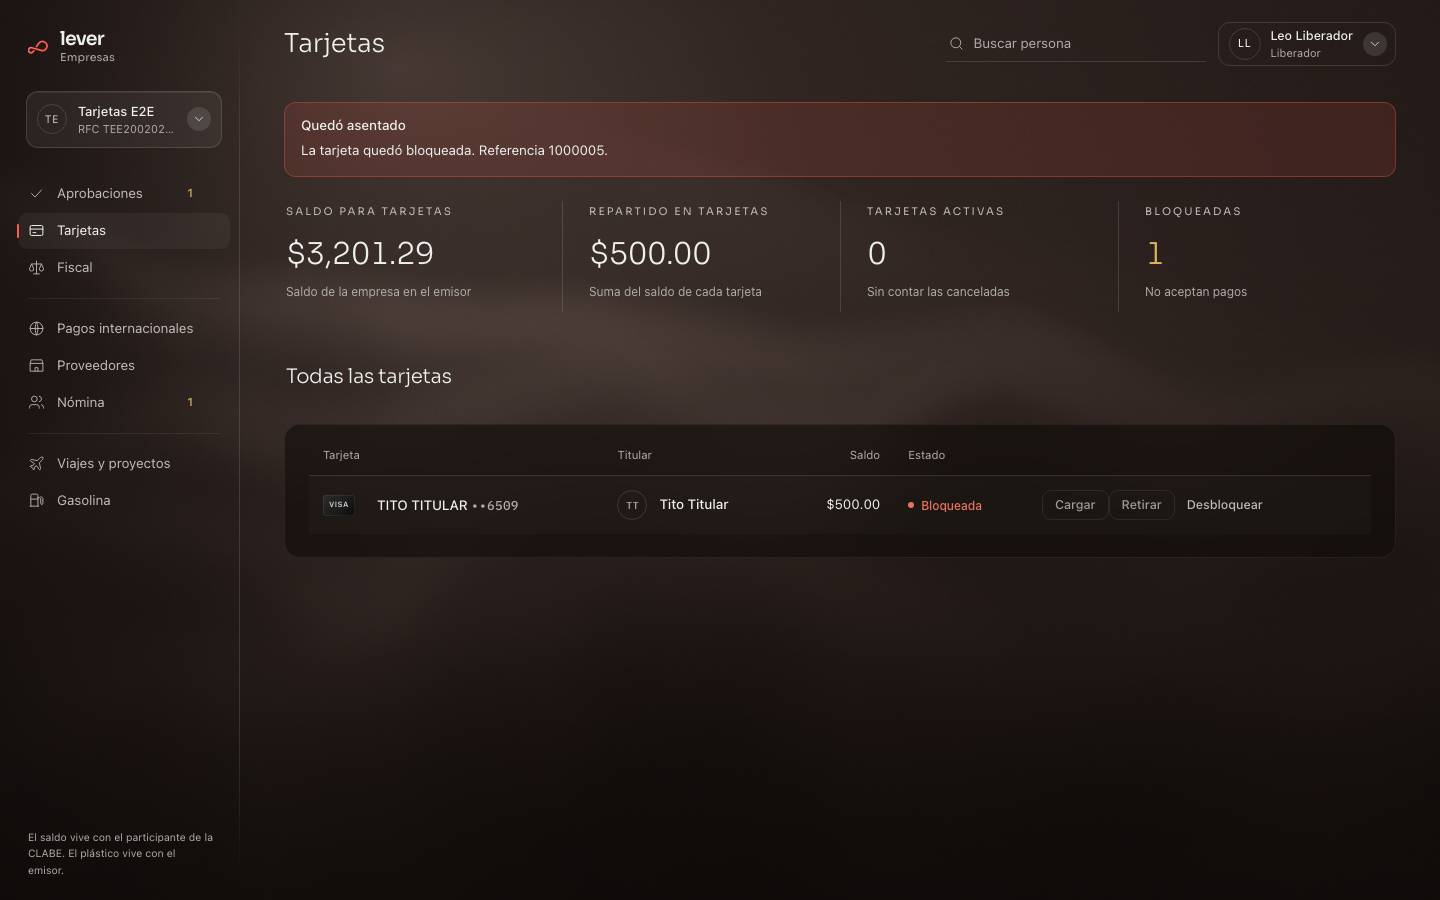 lever
Empresas
Tarjetas
Buscar persona
LL
Leo Liberador
Liberador
TE
Tarjetas E2E
RFC TEE200202...
Aprobaciones 1
Tarjetas
Fiscal
Pagos internacionales
Proveedores
Nómina 1
Viajes y proyectos
Gasolina
El saldo vive con el participante de la
CLABE. El plástico vive con el
emisor.
Quedó asentado
La tarjeta quedó bloqueada. Referencia 1000005.
SALDO PARA TARJETAS
$3,201.29
Saldo de la empresa en el emisor
REPARTIDO EN TARJETAS
$500.00
Suma del saldo de cada tarjeta
TARJETAS ACTIVAS
0
Sin contar las canceladas
BLOQUEADAS
1
No aceptan pagos
Todas las tarjetas
Tarjeta Titular Saldo Estado
VISA TITO TITULAR ••6509 TT Tito Titular $500.00 Bloqueada Cargar Retirar Desbloquear